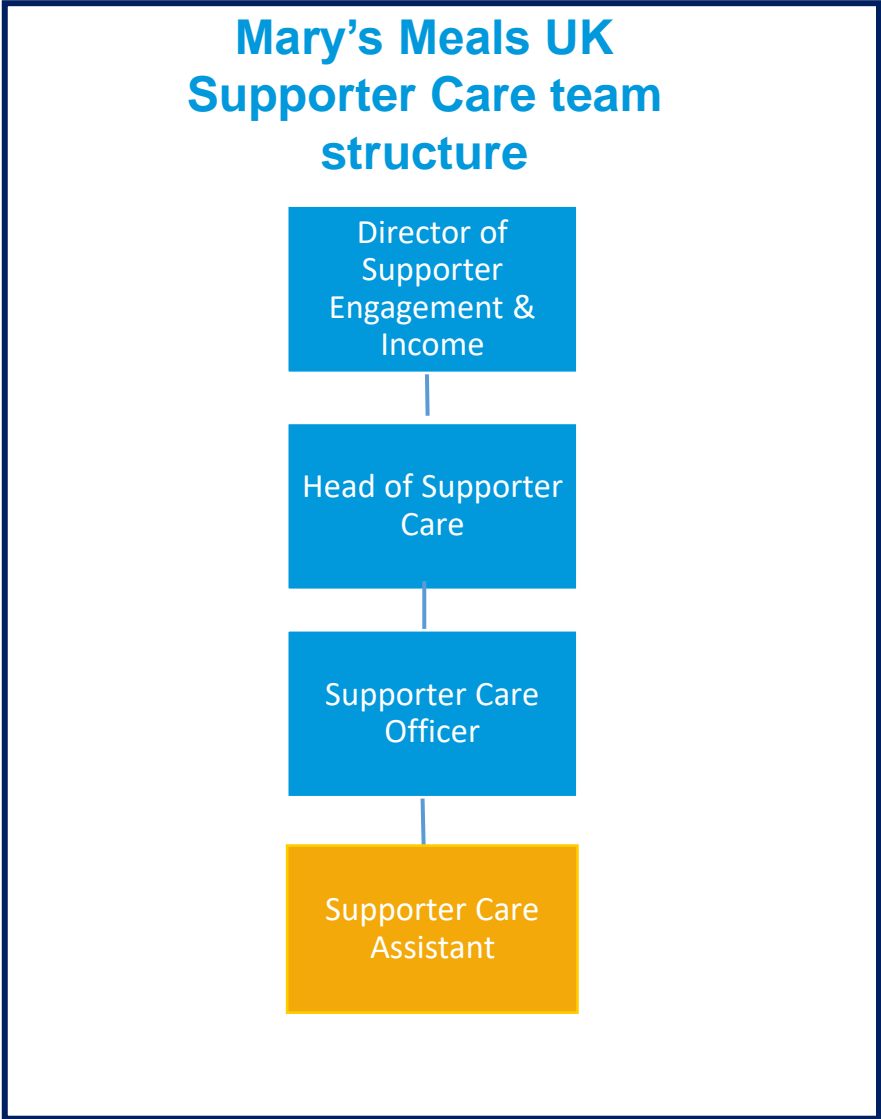 Mary’s Meals UK
Supporter Care team
structure
Director of
Supporter
Engagement &
Income
Head of Supporter
Care
Supporter Care
Officer
Supporter Care
Assistant